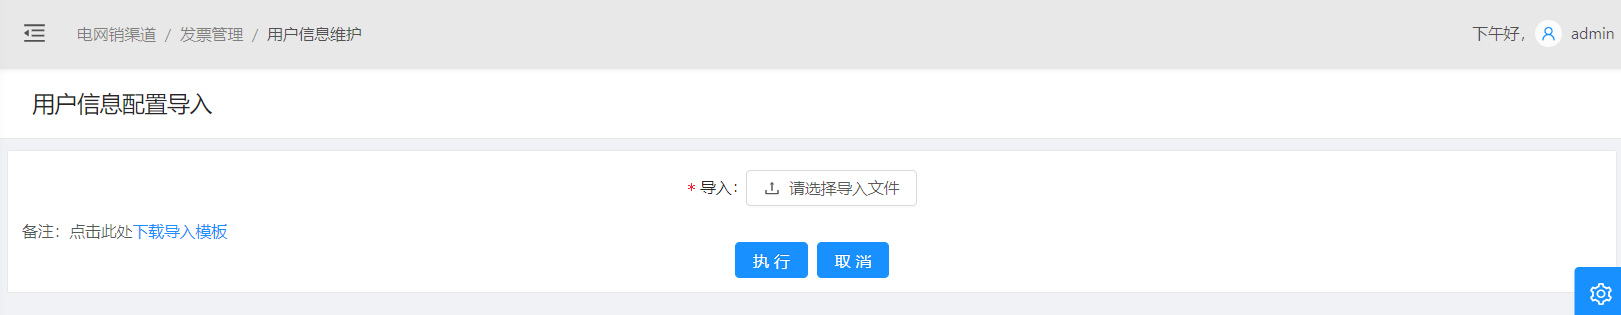 电网销渠道 / 发票管理 / 用户信息维护
下午好， admin
用户信息配置导入
* 导入： 请选择导入文件
备注：点击此处下载导入模板
执 行 取 消